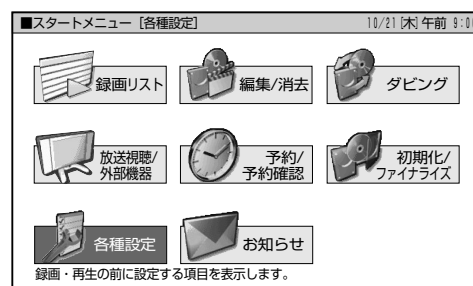 ■スタートメニュー [各種設定] 10/21[木]午前 9:0
録画リスト
編集/消去
ダビング
放送視聴/
外部機器
予約/
予約確認
初期化/
ファイナライズ
各種設定
お知らせ
録画・再生の前に設定する項目を表示します。